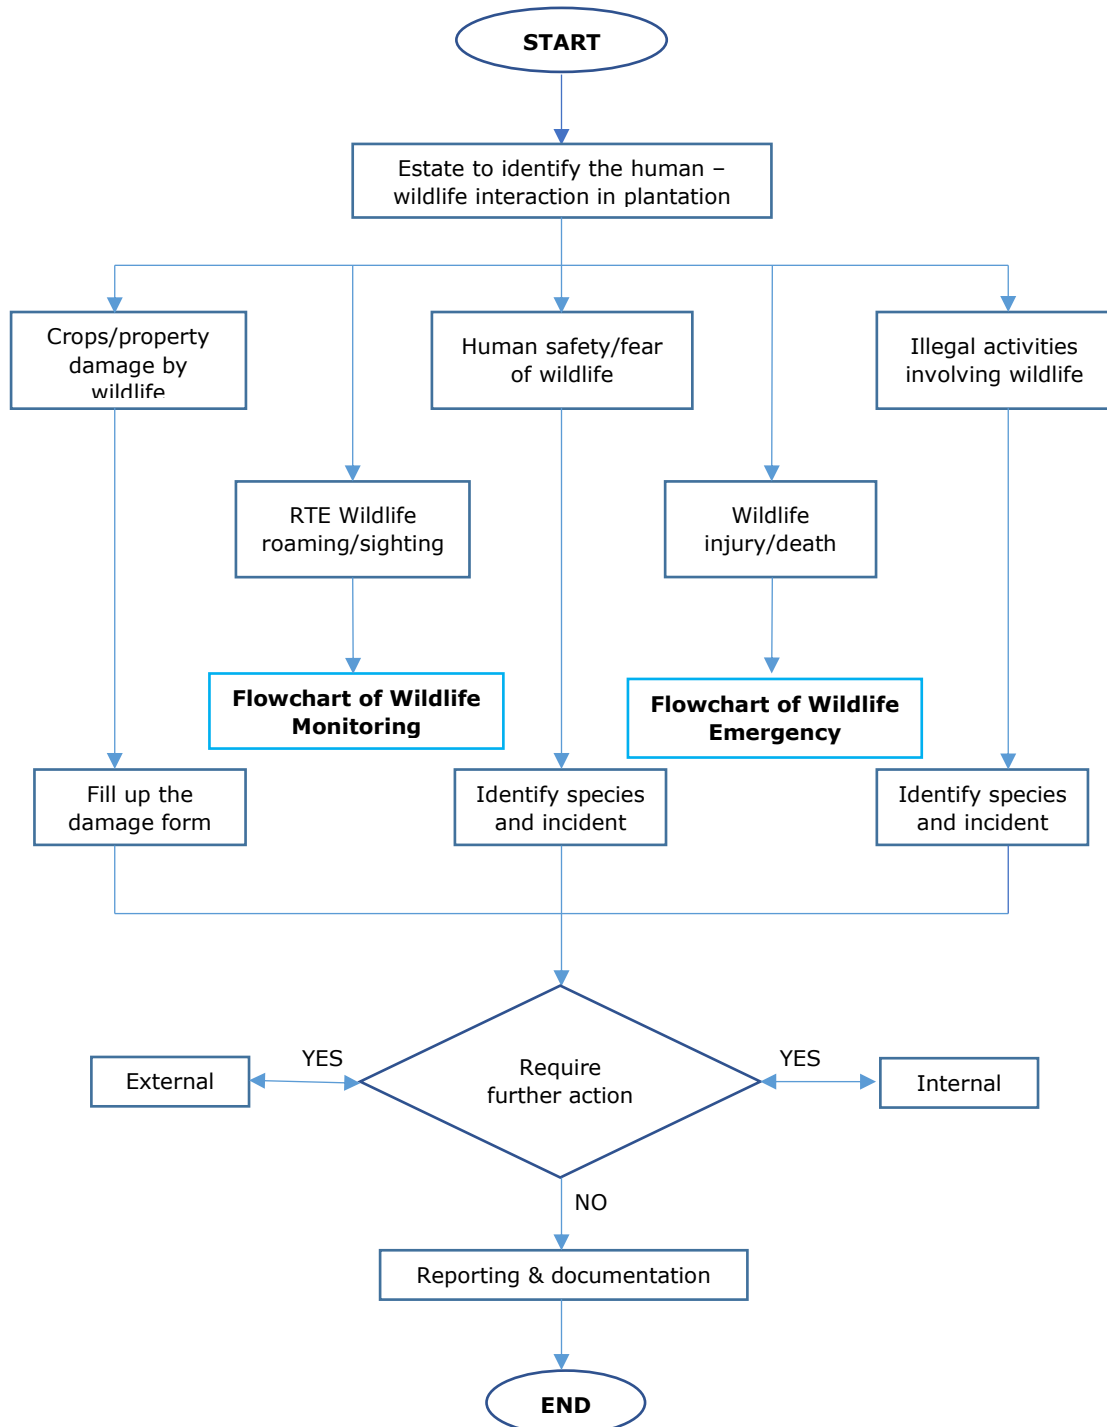 START
Estate to identify the human –
wildlife interaction in plantation
Crops/property
damage by
wildlife
Human safety/fear
of wildlife
Illegal activities
involving wildlife
RTE Wildlife
roaming/sighting
Wildlife
injury/death
Flowchart of Wildlife
Monitoring
Flowchart of Wildlife
Emergency
Fill up the
damage form
Identify species
and incident
Identify species
and incident
External
YES
Require
further action
YES
Internal
NO
Reporting & documentation
END